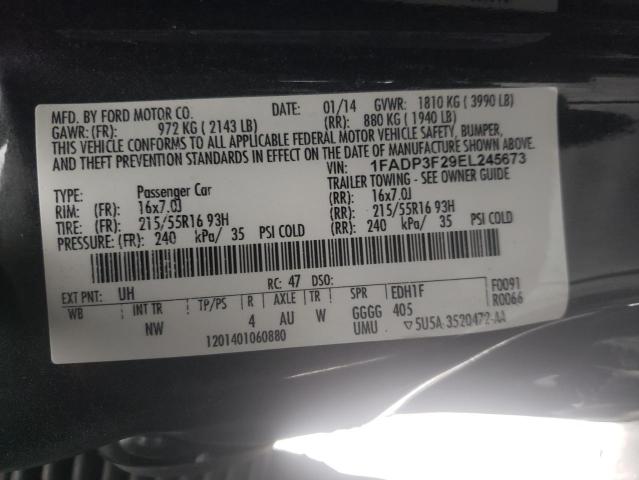 MFD. BY FORD MOTOR CO. DATE: 01/14 GVWR: 1810 KG ( 3990 LB)
GAWR: (FR): 972 KG ( 2143 LB) (RR): 880 KG ( 1940 LB)
THIS VEHICLE CONFORMS TO ALL APPLICABLE FEDERAL MOTOR VEHICLE SAFETY, BUMPER,
AND THEFT PREVENTION STANDARDS IN EFFECT ON THE DATE OF MANUFACTURE SHOWN ABOVE.
VIN: 1FADP3F29EL245673
TYPE: Passenger Car TRAILER TOWING - SEE OWNER GUIDE
RIM: (FR): 16x7.0J (RR): 16x7.0J
TIRE: (FR): 215/55R16 93H (RR): 215/55R16 93H
PRESSURE: (FR): 240 kPa/ 35 PSI COLD (RR): 240 kPa/ 35 PSI COLD
EXT PNT: UH RC: 47 DSO: F0091
WB INT TR TP/PS R AXLE TR SPR EDH1F R0066
NW 4 AU W GGGG 405
1201401060880 UMU ▽5U5A-3520472-AA